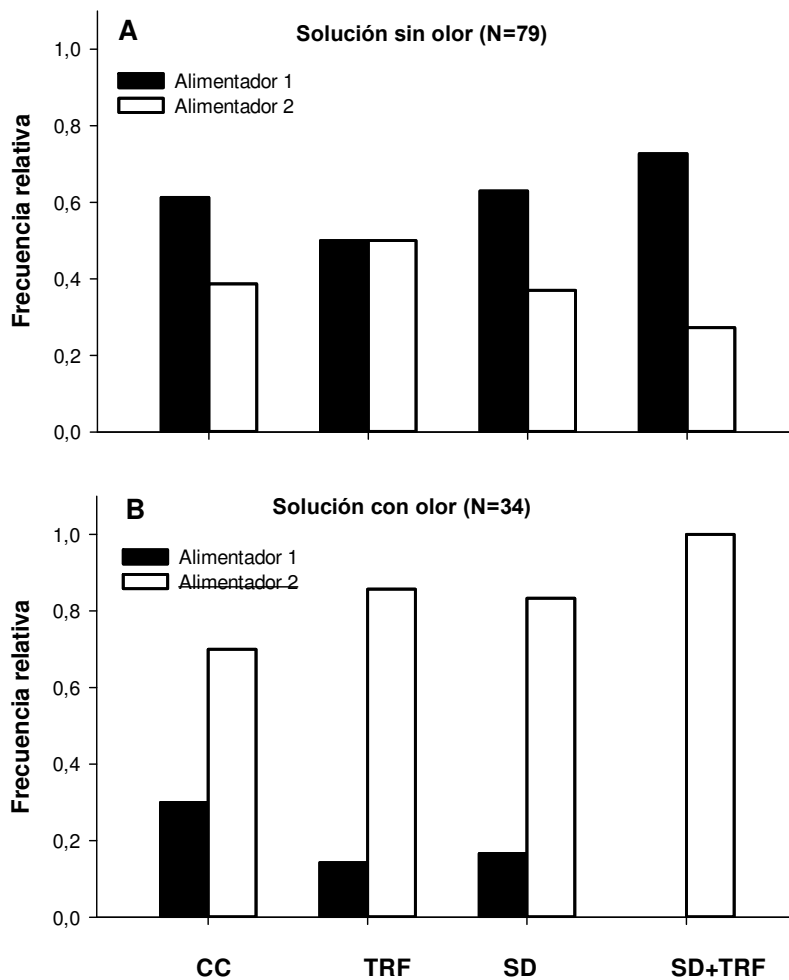 A
Solución sin olor (N=79)
Alimentador 1
Alimentador 2
Frecuencia relativa
1,0
0,8
0,6
0,4
0,2
0,0
B
Solución con olor (N=34)
Alimentador 1
Alimentador 2
Frecuencia relativa
1,0
0,8
0,6
0,4
0,2
0,0
CC TRF SD SD+TRF